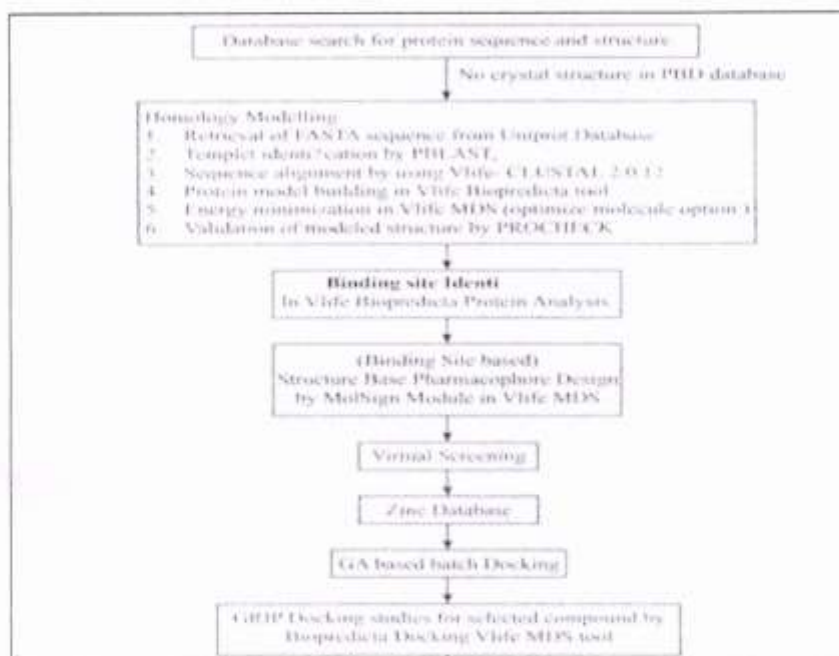 Database search for protein sequence and structure
No crystal structure in PBD database
Homology Modelling
1. Retrieval of FASTA sequence from Uniprot Database
2. Templet identi?cation by PBLAST,
3. Sequence alignment by using Vlife- CLUSTAL 2.0.12
4. Protein model building in Vlife Biopredicta tool
5. Energy in Vlife MDS (optimize molecule option )
6. Validation of modeled structure by PROCHECK
Binding site Identi
In Vlife Biopredicta Protein Analysis
(Binding Site based)
Structure Base Pharmacophore Design
by MolSign Module in Vlife MDS
Virtual Screening
Zinc Database
GA based batch Docking
Docking studies for selected compound by
Biopredicta Docking Vlife MDS tool